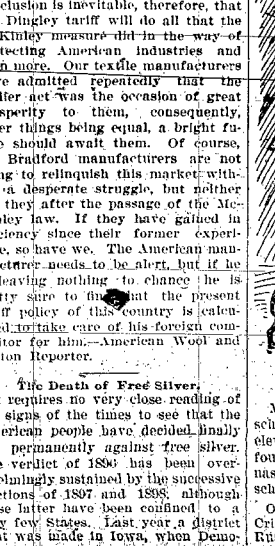 clusion is inevitable, therefore, that
Dingley tariff will do all that the
Kinley measure did in the way of
tecting American industries and
n more. Our textile manufacturers
e admitted repeatedly that the
ifer act was the occasion of great
sperity to them, consequently,
er things being equal, a bright fu-
e should await them. Of course,
Bradford manufacturers are not
ng to relinquish this market with-
a desperate struggle, but neither
they after the passage of the Mc-
ley law. If they have gained in
ciency since their former experi-
e, so have we. The American man-
cturer needs to be alert, but if he
leaving nothing to chance he is
tty sure to that the present
ff policy of this country is calcu-
ed to take care of his foreign com-
itor for him.—American Wool and
ton Reporter.
The Death of Free Silver.
requires no very close reading of
signs of the times to see that the
erican people have decided finally
permanently against free silver.
e verdict of 1896 has been over-
lmingly sustained by the successive
ctions of 1897 and 1898, although
se latter have been confined to a
y few States. Last year a district
t was made in Iowa, when Demo-
sch
elev
fou
nas
sch
Cri